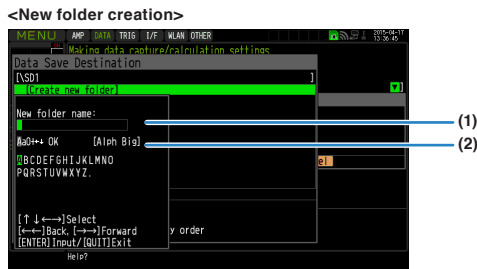 <New folder creation>
MENU AMP DATA TRIG I/F WLAN OTHER 2015-04-17
13:36:45
Making data capture/calculation settings
Data Save Destination
[\SD1 ]
[Create new folder]
New folder name:
(1)
AaO←→↓ OK [Alph Big]
(2)
ABCDEFGHIJKLMNO
PQRSTUVWXYZ.
el
[↑↓←→]Select
[←←]Back, [→→]Forward
y order
[ENTER]Input/[QUIT]Exit
Help?